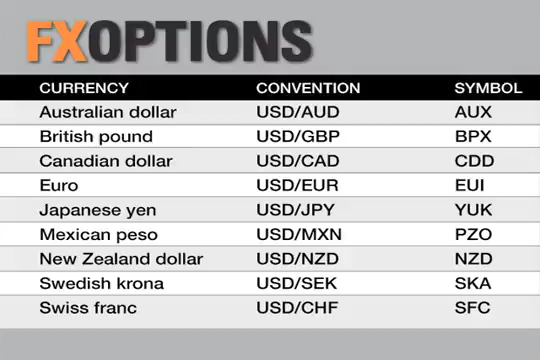 FXOPTIONS
CURRENCY CONVENTION SYMBOL
Australian dollar USD/AUD AUX
British pound USD/GBP BPX
Canadian dollar USD/CAD CDD
Euro USD/EUR EUI
Japanese yen USD/JPY YUK
Mexican peso USD/MXN PZO
New Zealand dollar USD/NZD NZD
Swedish krona USD/SEK SKA
Swiss franc USD/CHF SFC